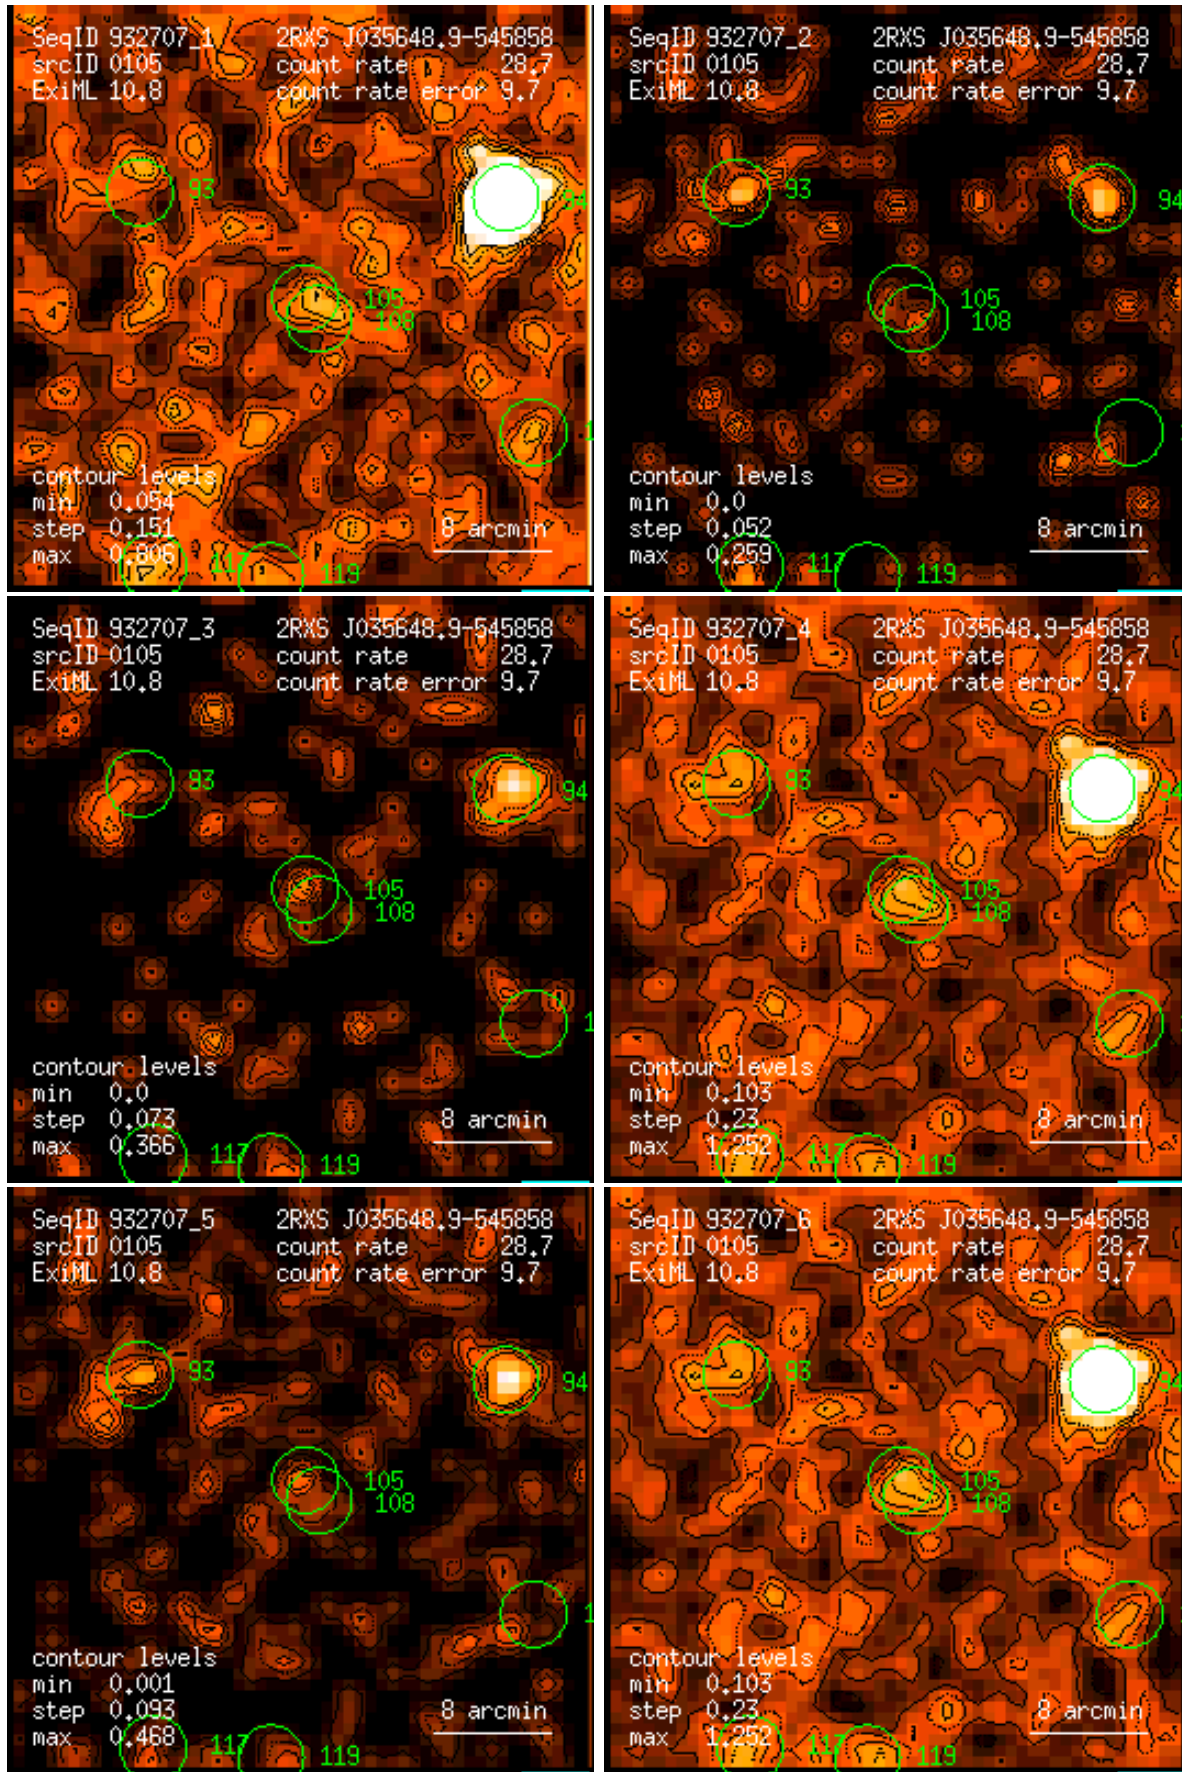 SeqID 932707_1 2RXS J035648.9-545858
srcID 0105 count rate 28.7
ExiML 10.8 count rate error 9.7
93
94
105
108
1
contour levels
min 0.054
step 0.151
max 0.806
8 arcmin
117 119
SeqID 932707_2 2RXS J035648.9-545858
srcID 0105 count rate 28.7
ExiML 10.8 count rate error 9.7
93
94
105
108
contour levels
min 0.0
step 0.052
max 0.259
8 arcmin
117 119
SeqID 932707_3 2RXS J035648.9-545858
srcID 0105 count rate 28.7
ExiML 10.8 count rate error 9.7
93
94
105
108
1
contour levels
min 0.0
step 0.073
max 0.366
8 arcmin
117 119
SeqID 932707_4 2RXS J035648.9-545858
srcID 0105 count rate 28.7
ExiML 10.8 count rate error 9.7
93
94
105
108
contour levels
min 0.103
step 0.23
max 1.252
8 arcmin
117 119
SeqID 932707_5 2RXS J035648.9-545858
srcID 0105 count rate 28.7
ExiML 10.8 count rate error 9.7
93
94
105
108
1
contour levels
min 0.001
step 0.093
max 0.468
8 arcmin
117 119
SeqID 932707_6 2RXS J035648.9-545858
srcID 0105 count rate 28.7
ExiML 10.8 count rate error 9.7
93
94
105
108
contour levels
min 0.103
step 0.23
max 1.252
8 arcmin
117 119